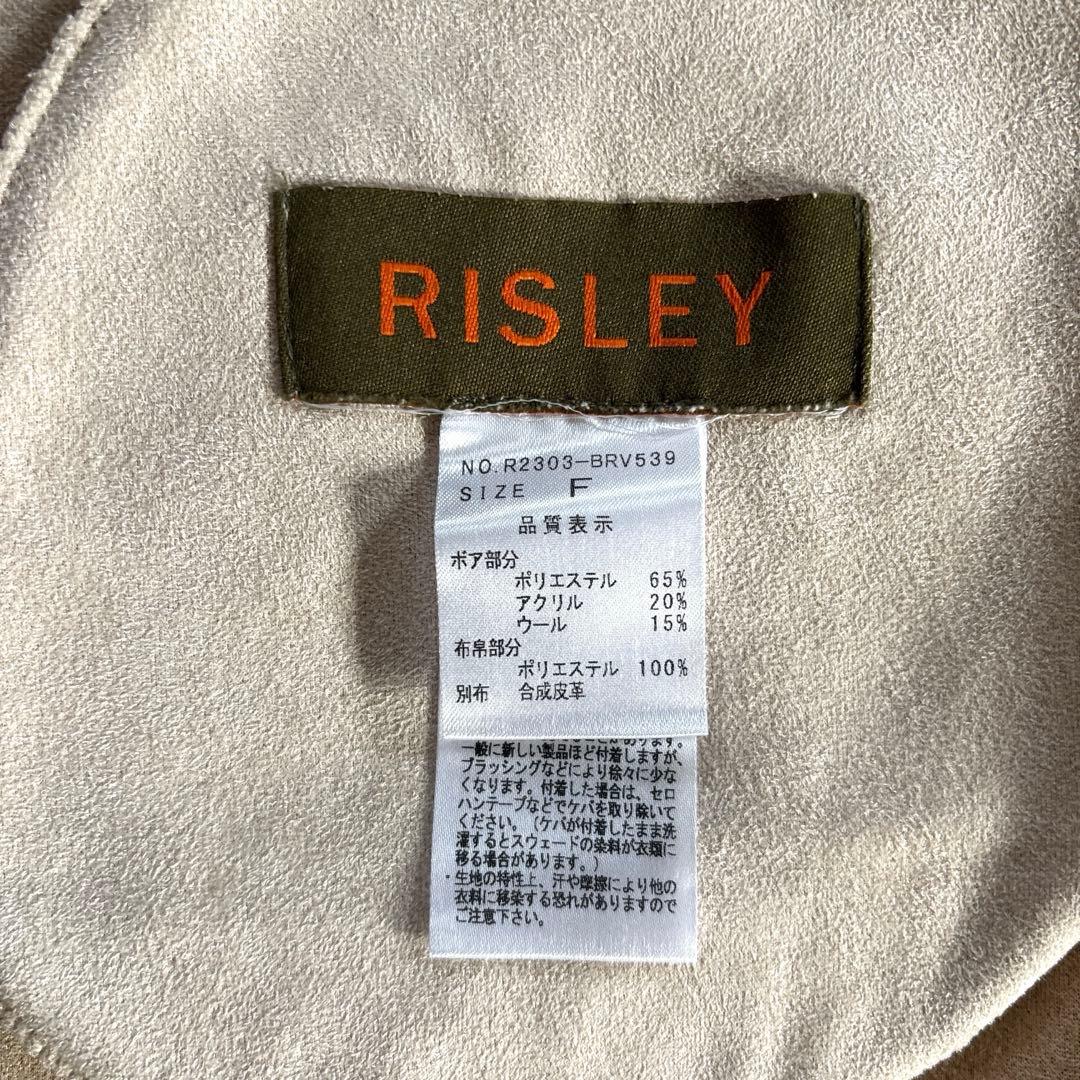 RISLEY
NO.R2303-BRV539
SIZE F
品質表示
ボア部分
ポリエステル 65%
アクリル 20%
ウール 15%
布帛部分
ポリエステル 100%
別布 合成皮革
ことがあります。
一般に新しい製品ほど付着しますが、
ブラッシングなどにより徐々に少な
くなります。付着した場合は、セロ
ハンテープなどでケバを取り除いて
ください。(ケバが付着したまま洗
濯するとスウェードの染料が衣類に
移る場合があります。)
・生地の特性上、汗や摩擦により他の
衣料に移染する恐れがありますので
ご注意下さい。